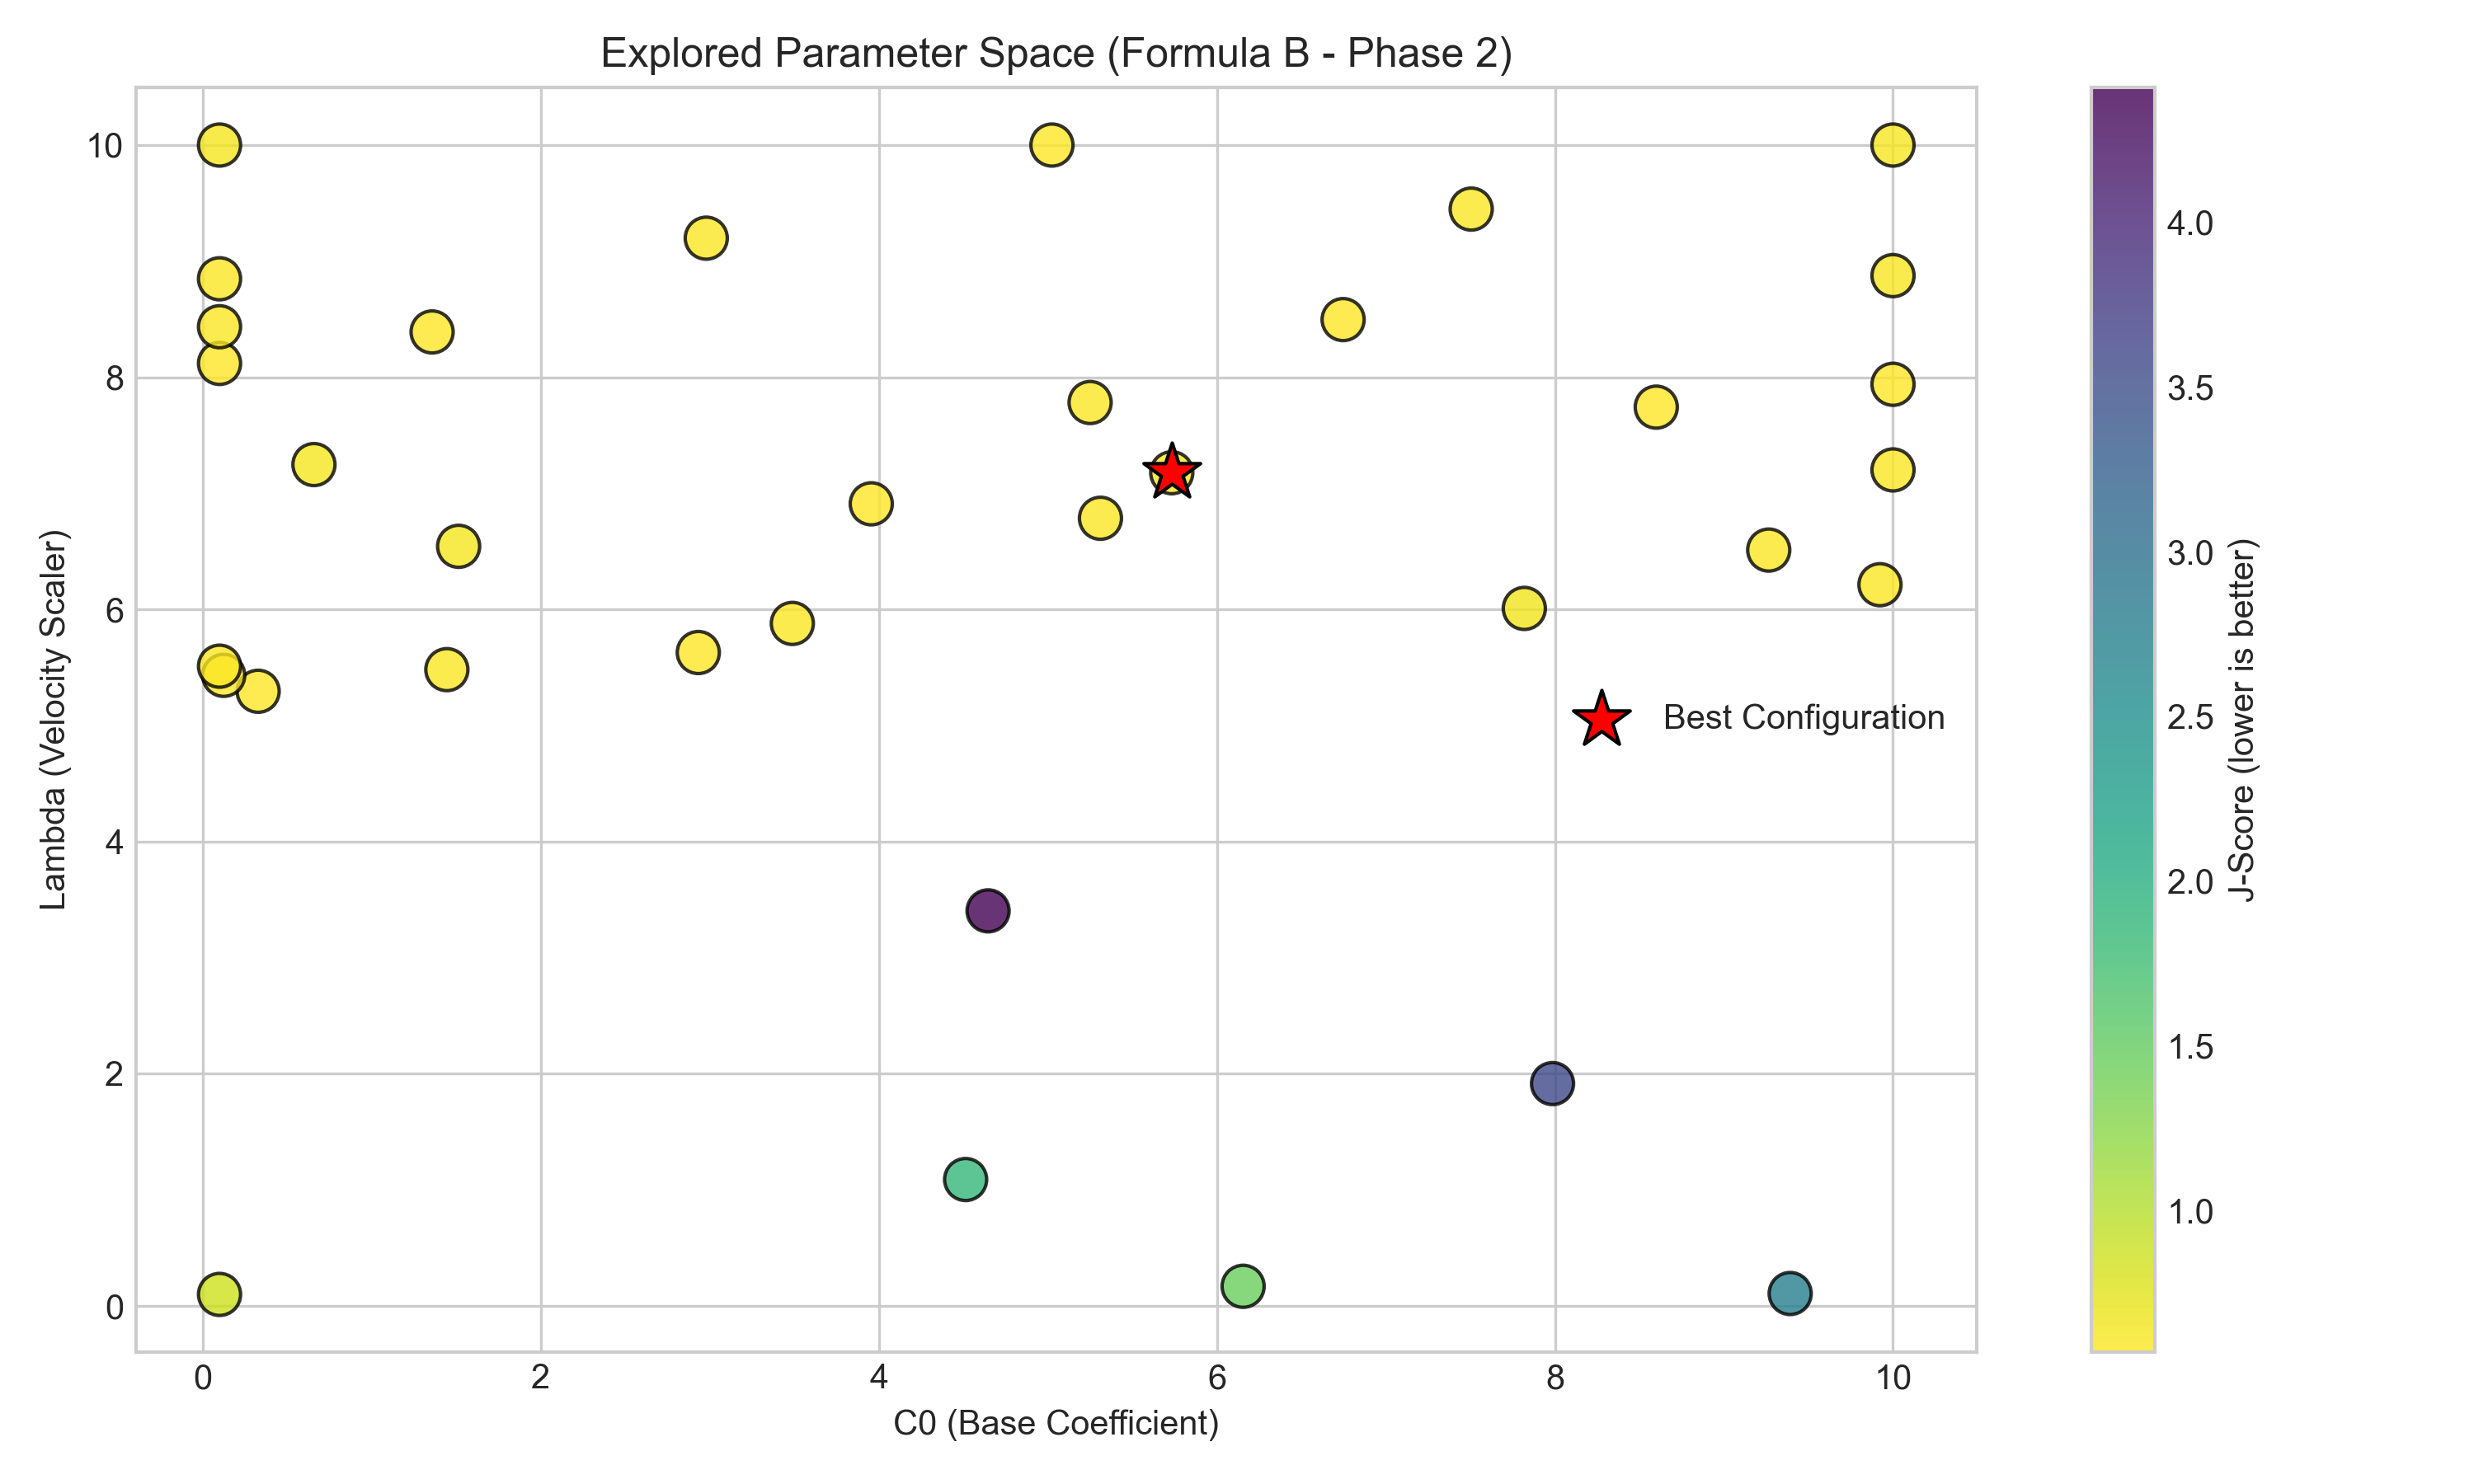 Explored Parameter Space (Formula B - Phase 2)
Lambda (Velocity Scaler)
10
8
6
4
2
0
0 2 4 6 8 10
C0 (Base Coefficient)
Best Configuration
4.0
3.5
3.0
2.5
2.0
1.5
1.0
J-Score (lower is better)